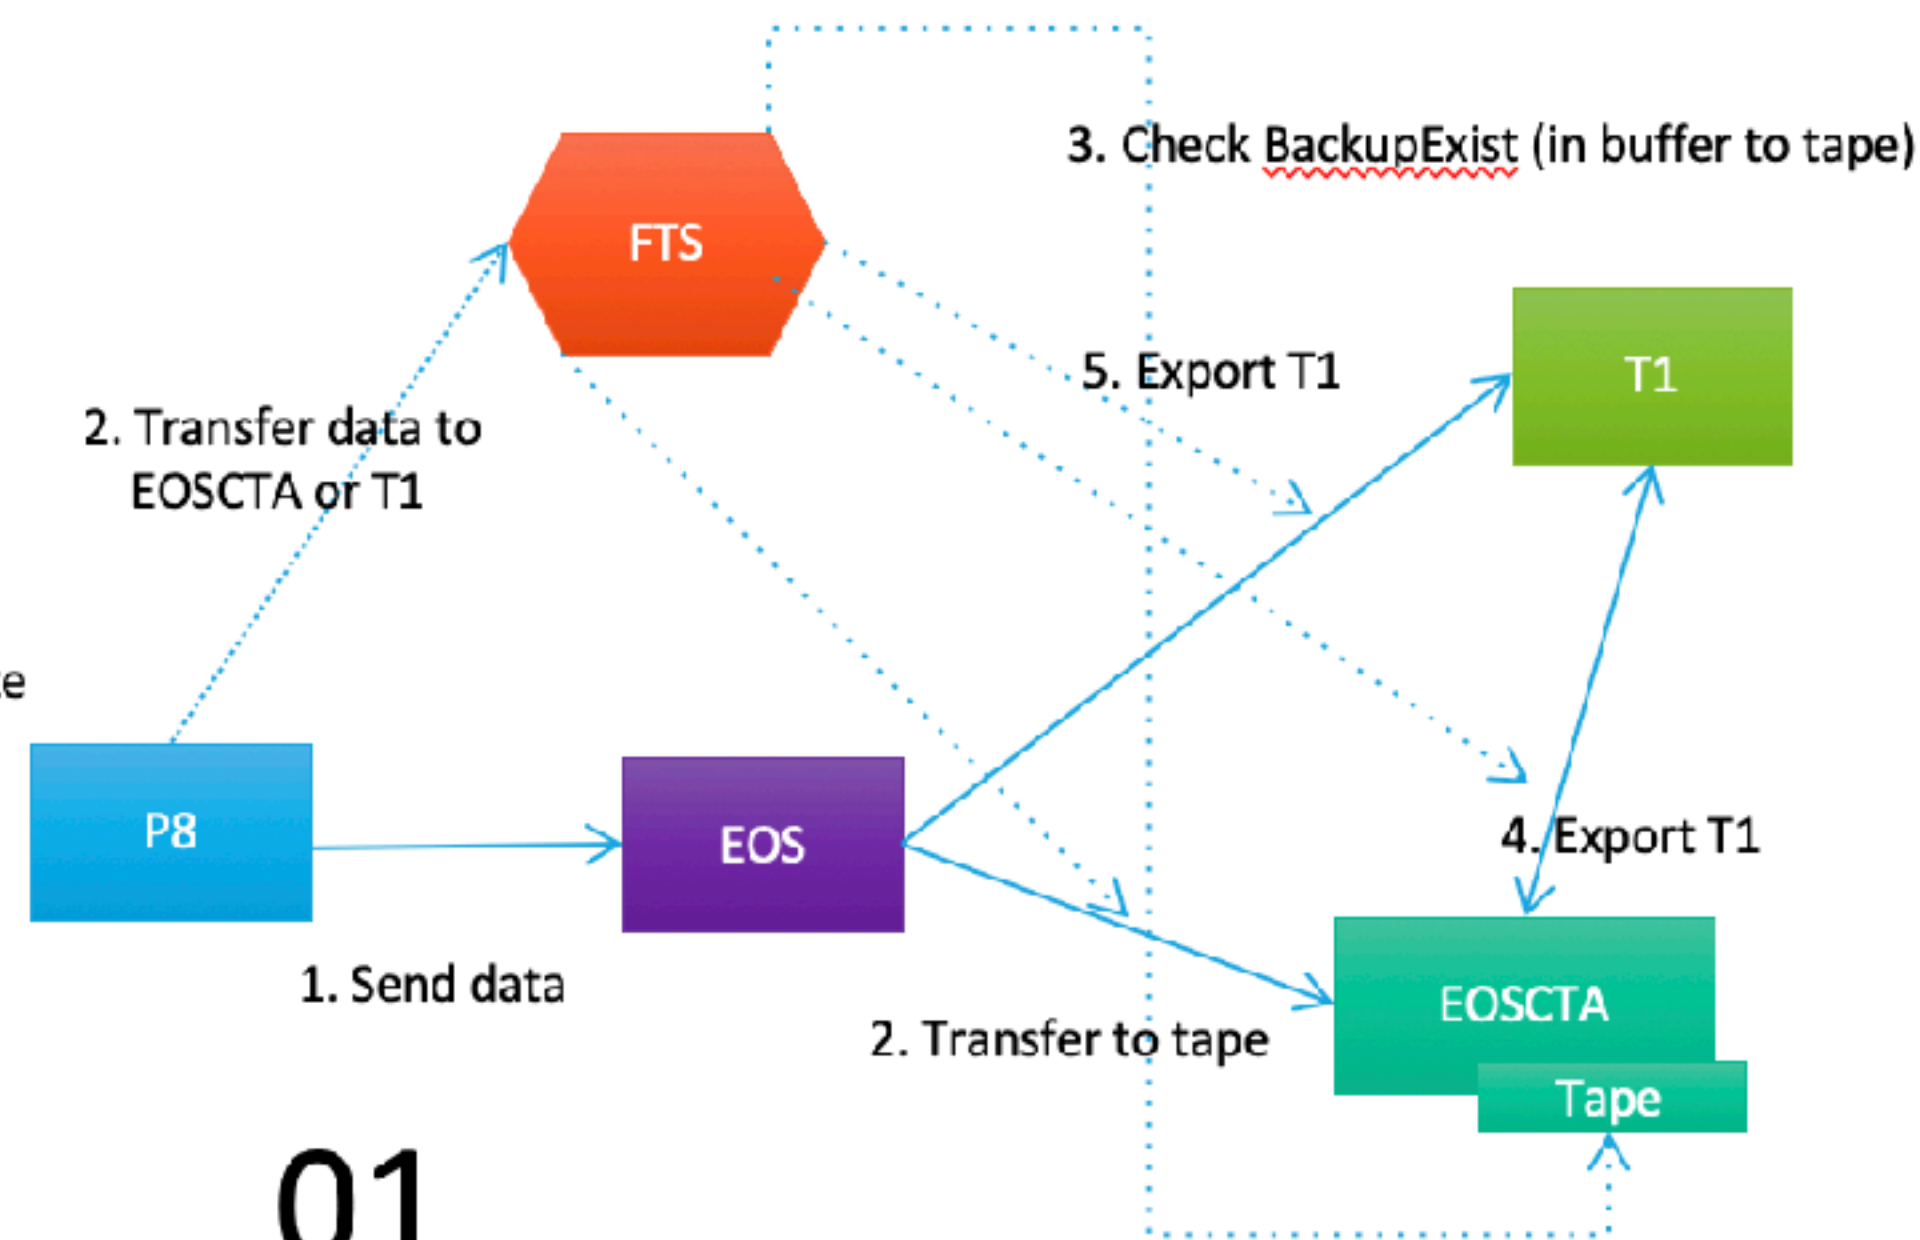 3. Check BackupExist (in buffer to tape)
FTS
5. Export T1
T1
2. Transfer data to
EOSCTA or T1
P8
EOS
4. Export T1
1. Send data
EOSCTA
2. Transfer to tape
Tape
01